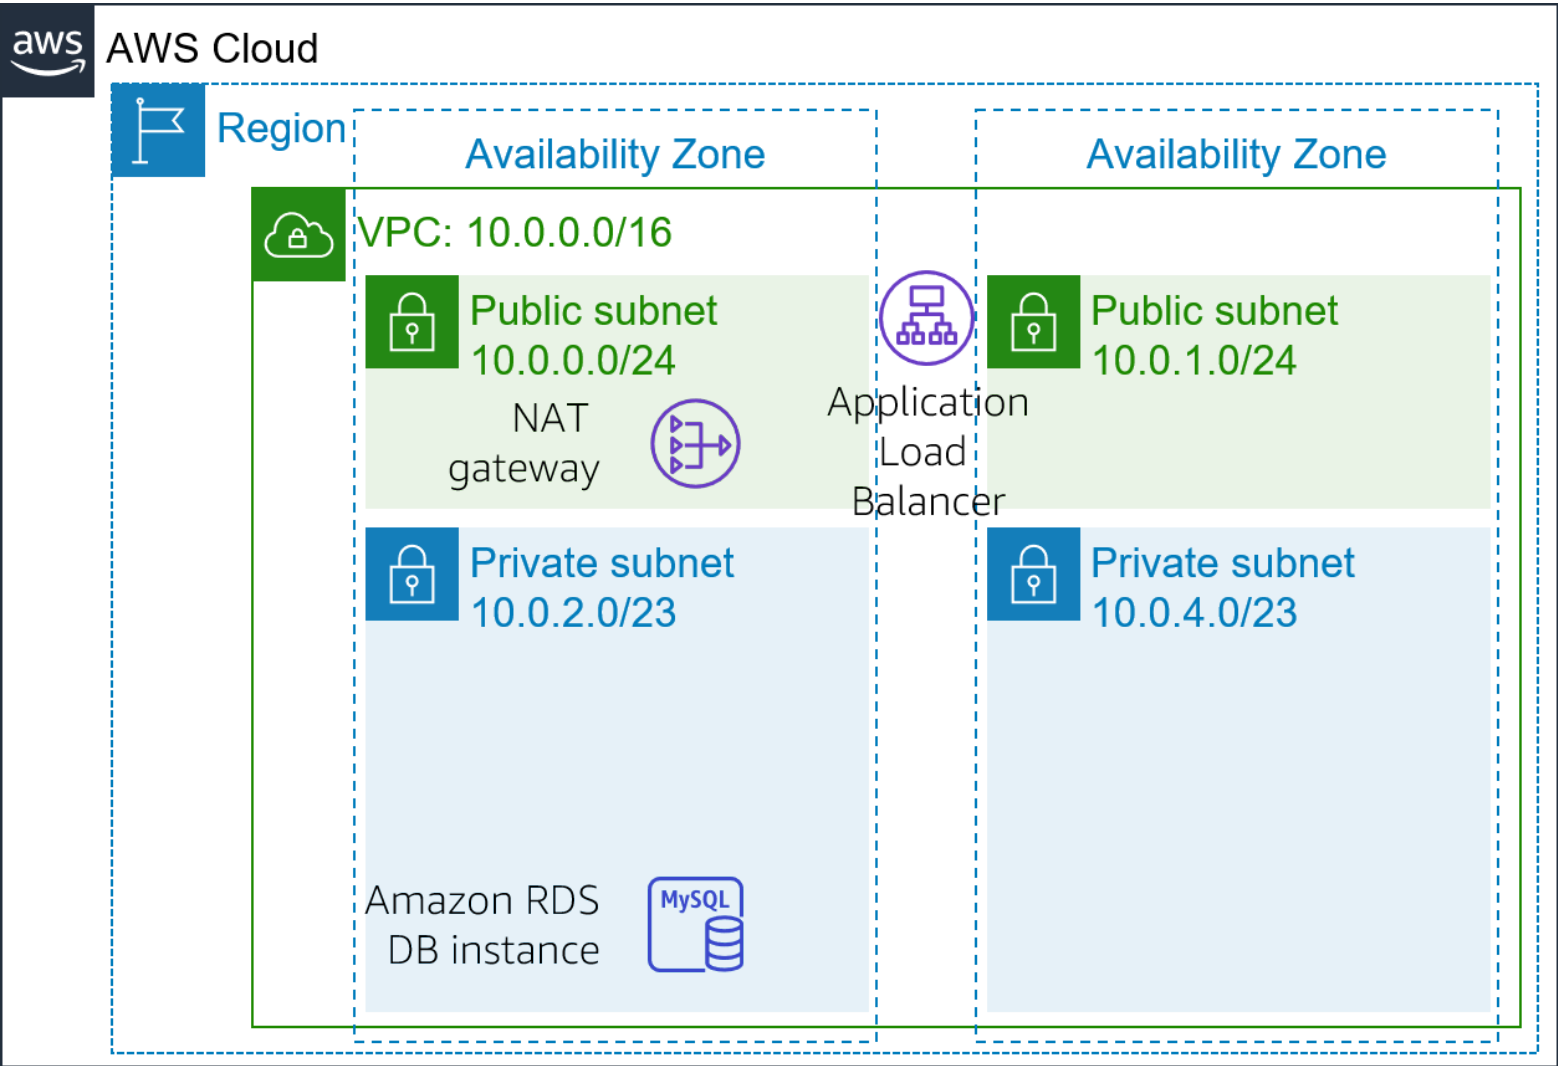 aws
AWS Cloud
Region
Availability Zone
Availability Zone
VPC: 10.0.0.0/16
Public subnet
10.0.0.0/24
NAT
gateway
Application
Load
Balancer
Public subnet
10.0.1.0/24
Private subnet
10.0.2.0/23
Private subnet
10.0.4.0/23
Amazon RDS
DB instance
MySQL